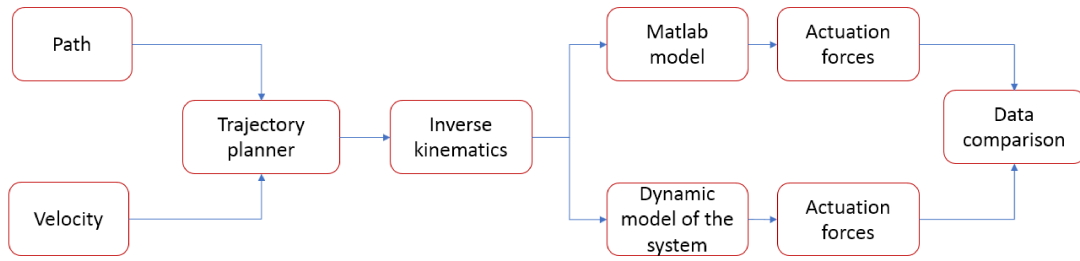 Path
Velocity
Trajectory
planner
Inverse
kinematics
Matlab
model
Actuation
forces
Dynamic
model of the
system
Actuation
forces
Data
comparison